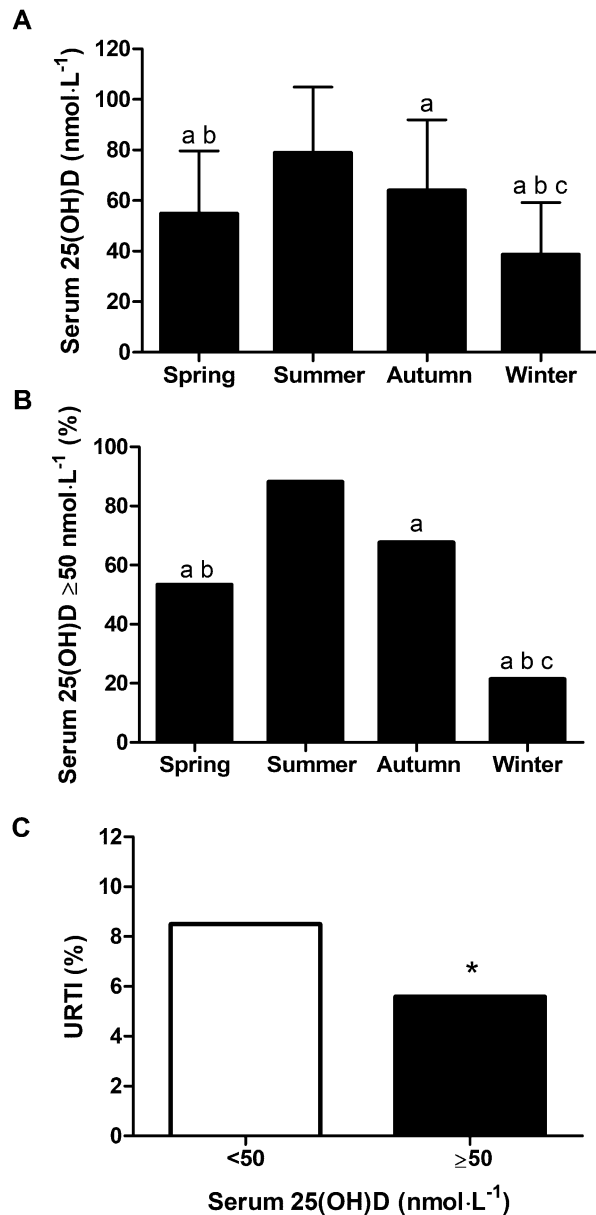 A
Serum 25(OH)D (nmol·L⁻¹)
120
100
80
60
40
20
0
a b
a
a b c
Spring Summer Autumn Winter
B
Serum 25(OH)D ≥50 nmol·L⁻¹ (%)
100
80
60
40
20
0
a b
a
a b c
Spring Summer Autumn Winter
C
URTI (%)
12
10
8
6
4
2
0
*
<50 ≥50
Serum 25(OH)D (nmol·L⁻¹)